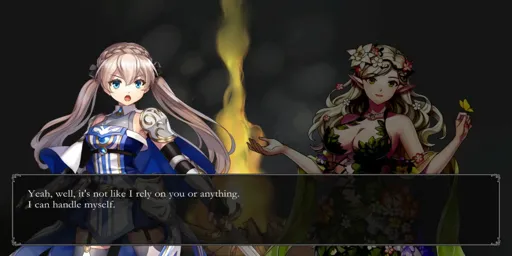 Yeah, well, it's not like I rely on you or anything.
I can handle myself.